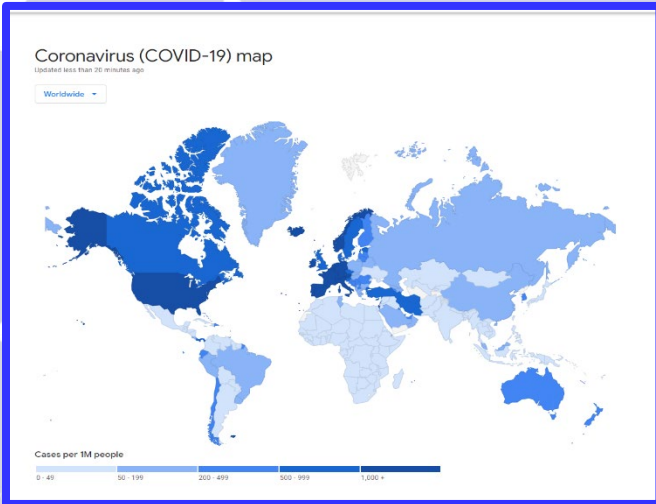 Coronavirus (COVID-19) map
Updated less than 20 minutes ago
Worldwide
Cases per 1M people
0 - 49 50 - 199 200 - 499 500 - 999 1,000 +